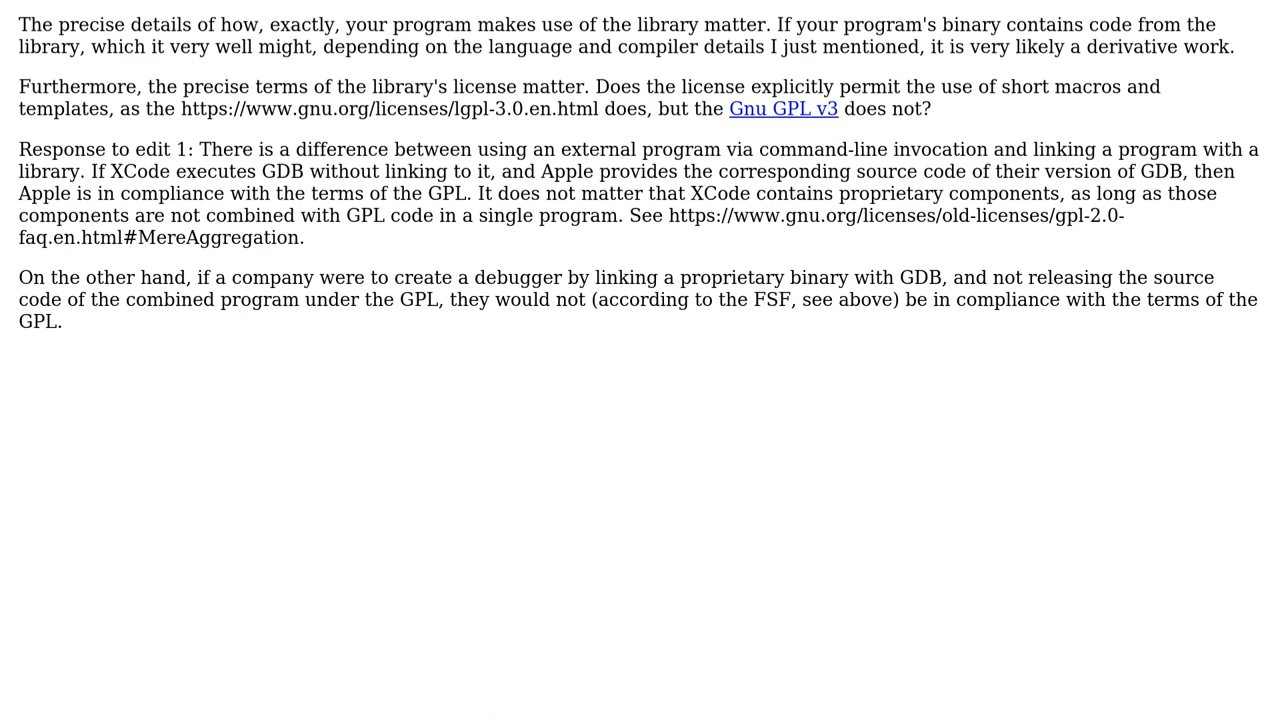 The precise details of how, exactly, your program makes use of the library matter. If your program's binary contains code from the
library, which it very well might, depending on the language and compiler details I just mentioned, it is very likely a derivative work.
Furthermore, the precise terms of the library's license matter. Does the license explicitly permit the use of short macros and
templates, as the https://www.gnu.org/licenses/lgpl-3.0.en.html does, but the Gnu GPL v3 does not?
Response to edit 1: There is a difference between using an external program via command-line invocation and linking a program with a
library. If XCode executes GDB without linking to it, and Apple provides the corresponding source code of their version of GDB, then
Apple is in compliance with the terms of the GPL. It does not matter that XCode contains proprietary components, as long as those
components are not combined with GPL code in a single program. See https://www.gnu.org/licenses/old-licenses/gpl-2.0-
faq.en.html#MereAggregation.
On the other hand, if a company were to create a debugger by linking a proprietary binary with GDB, and not releasing the source
code of the combined program under the GPL, they would not (according to the FSF, see above) be in compliance with the terms of the
GPL.